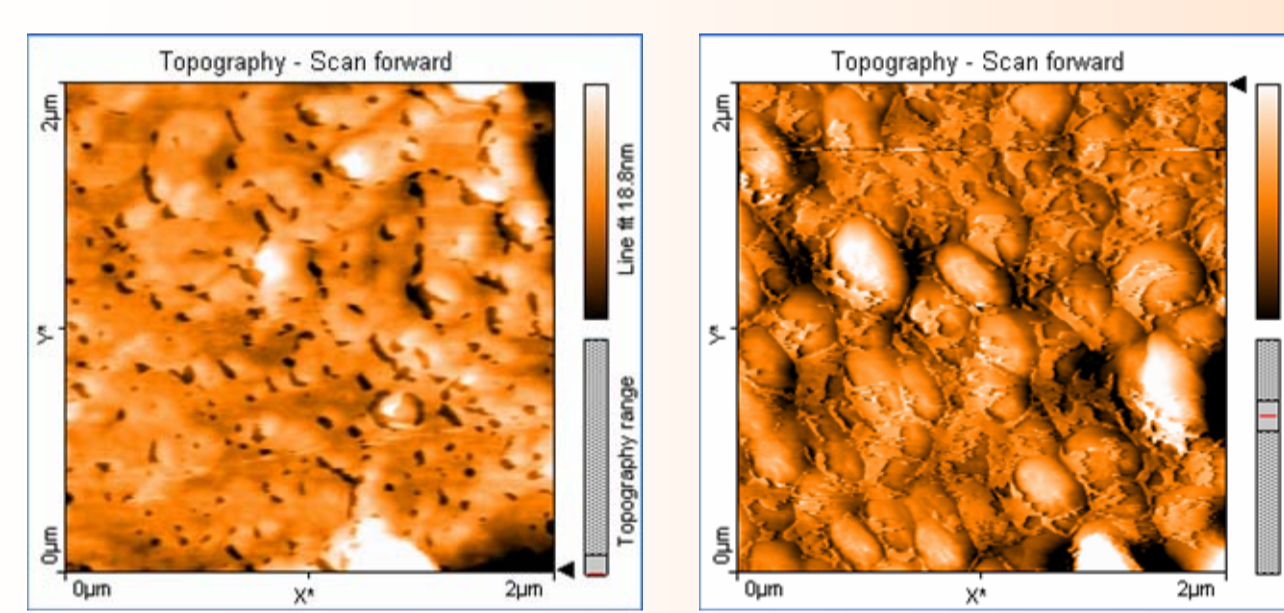 Topography - Scan forward
2µm
Y*
0µm
0µm
X*
2µm
Line fit 18.8nm
Topography range
Topography - Scan forward
2µm
Y*
0µm
0µm
X*
2µm